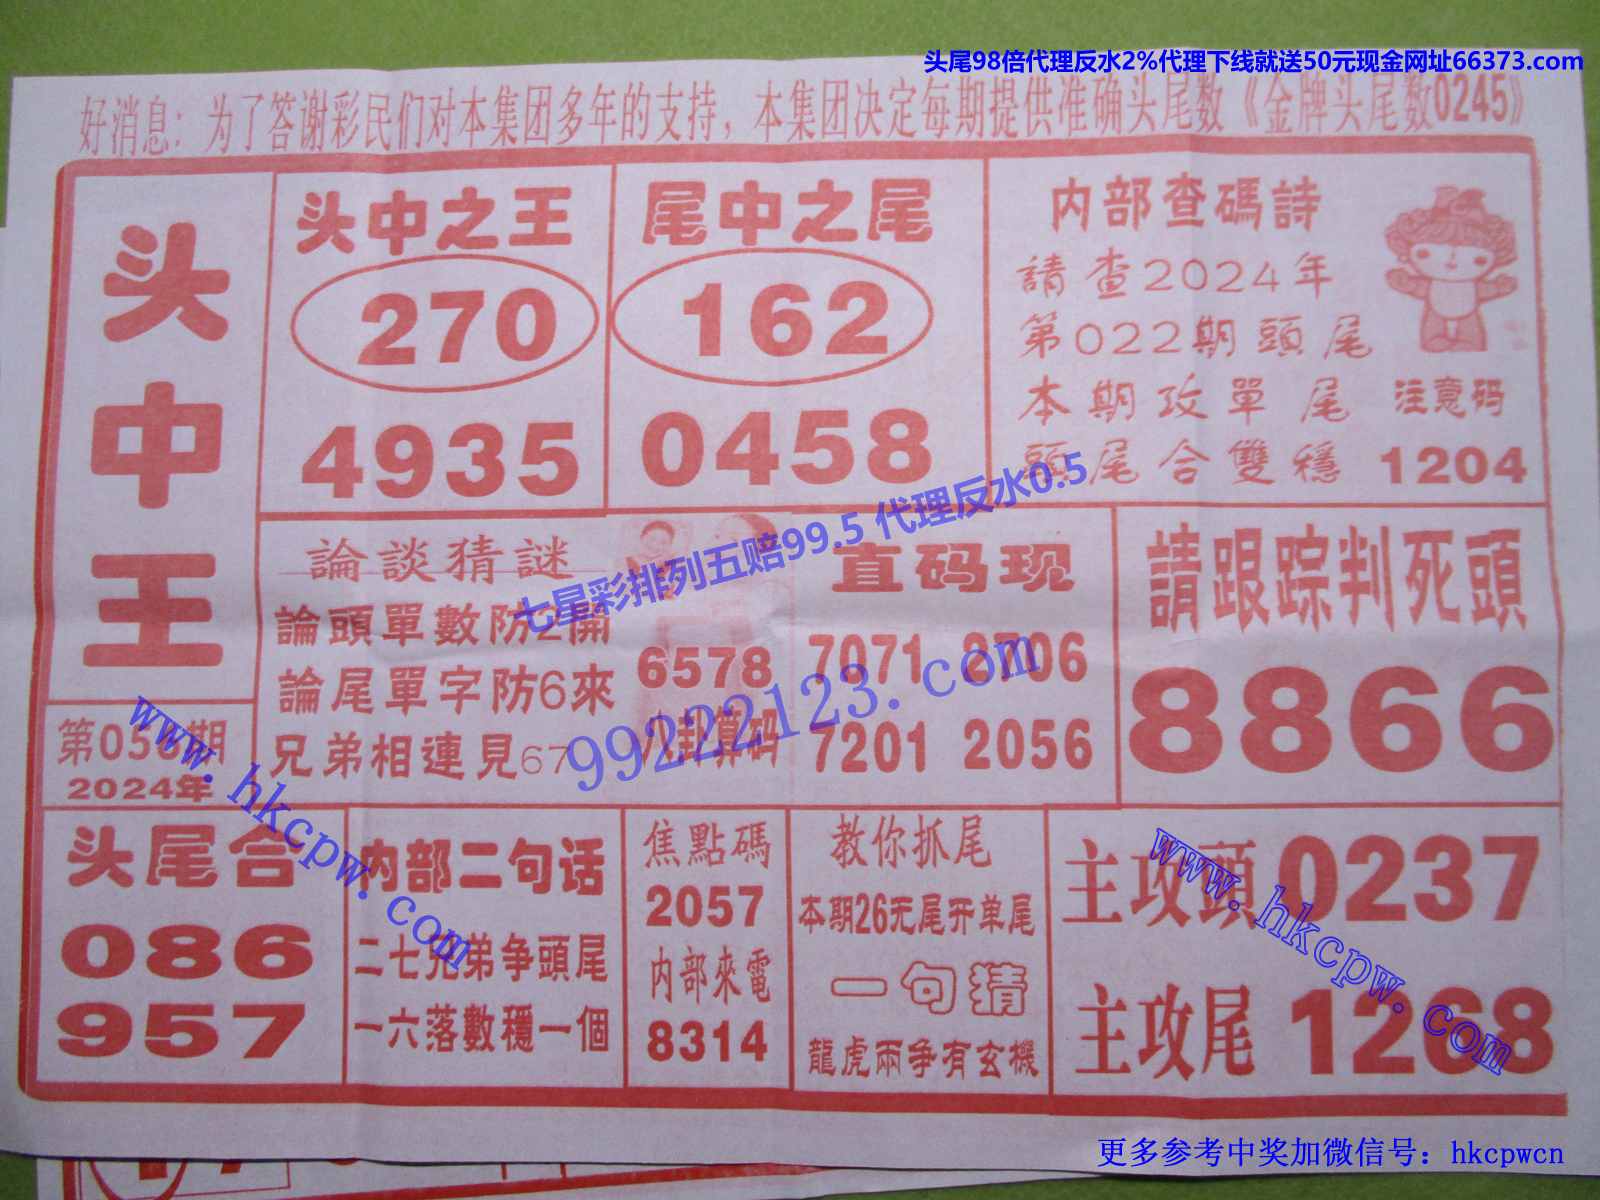 头尾98倍代理反水2%代理下线就送50元现金网址66373.com
好消息：为了答谢彩民们对本集团多年的支持，本集团决定每期提供准确头尾数《金牌头尾数0245》
头中王
第05 期
2024年
头中之王
270
4935
尾中之尾
162
0458
内部查碼詩
請查2024年
第022期頭尾
本期攻單尾
頭尾合雙穩
注意码
1204
論談猜謎
論頭單數防2開
論尾單字防6來
兄弟相連見67
6578
八卦算码
直码现
7071 2706
7201 2056
請跟踪判死頭
8866
七星彩排列五赔99.5 代理反水0.5
99222123.com
www.hkcpw.com
头尾合
086
957
内部二句话
二七兄弟争頭尾
一六落數穩一個
焦點碼
2057
内部來電
8314
教你抓尾
本期26无尾开单尾
一句猜
龍虎兩争有玄機
主攻頭0237
主攻尾1268
www.hkcpw.com
更多参考中奖加微信号：hkcpwcn